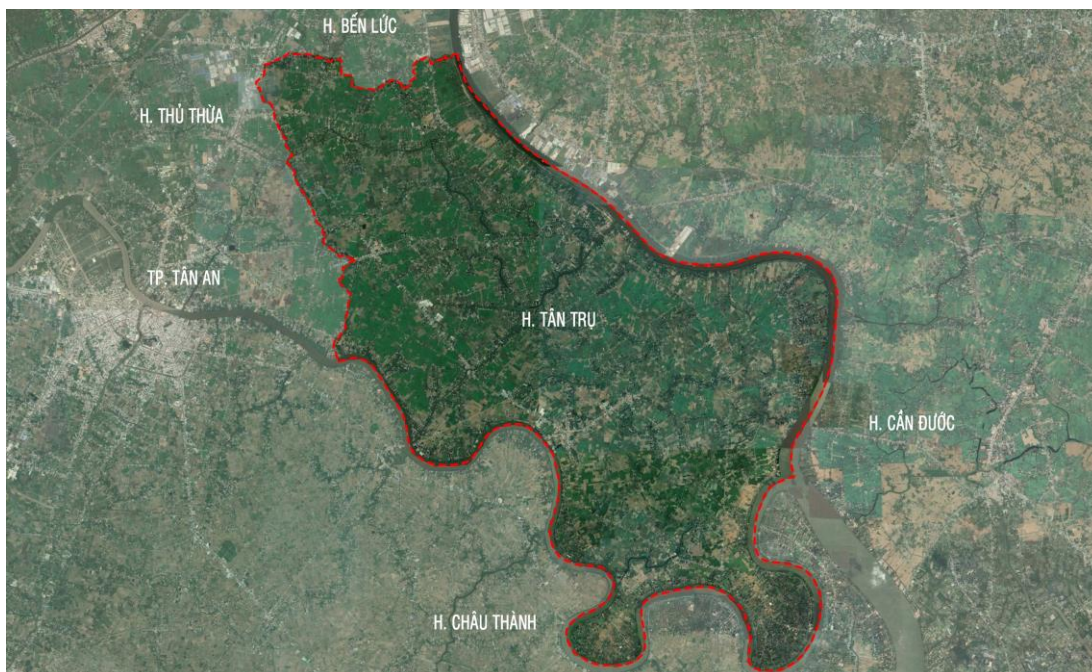 H. BẾN LỨC
H. THỦ THỪA
TP. TÂN AN
H. TÂN TRỤ
H. CẦN ĐƯỚC
H. CHÂU THÀNH